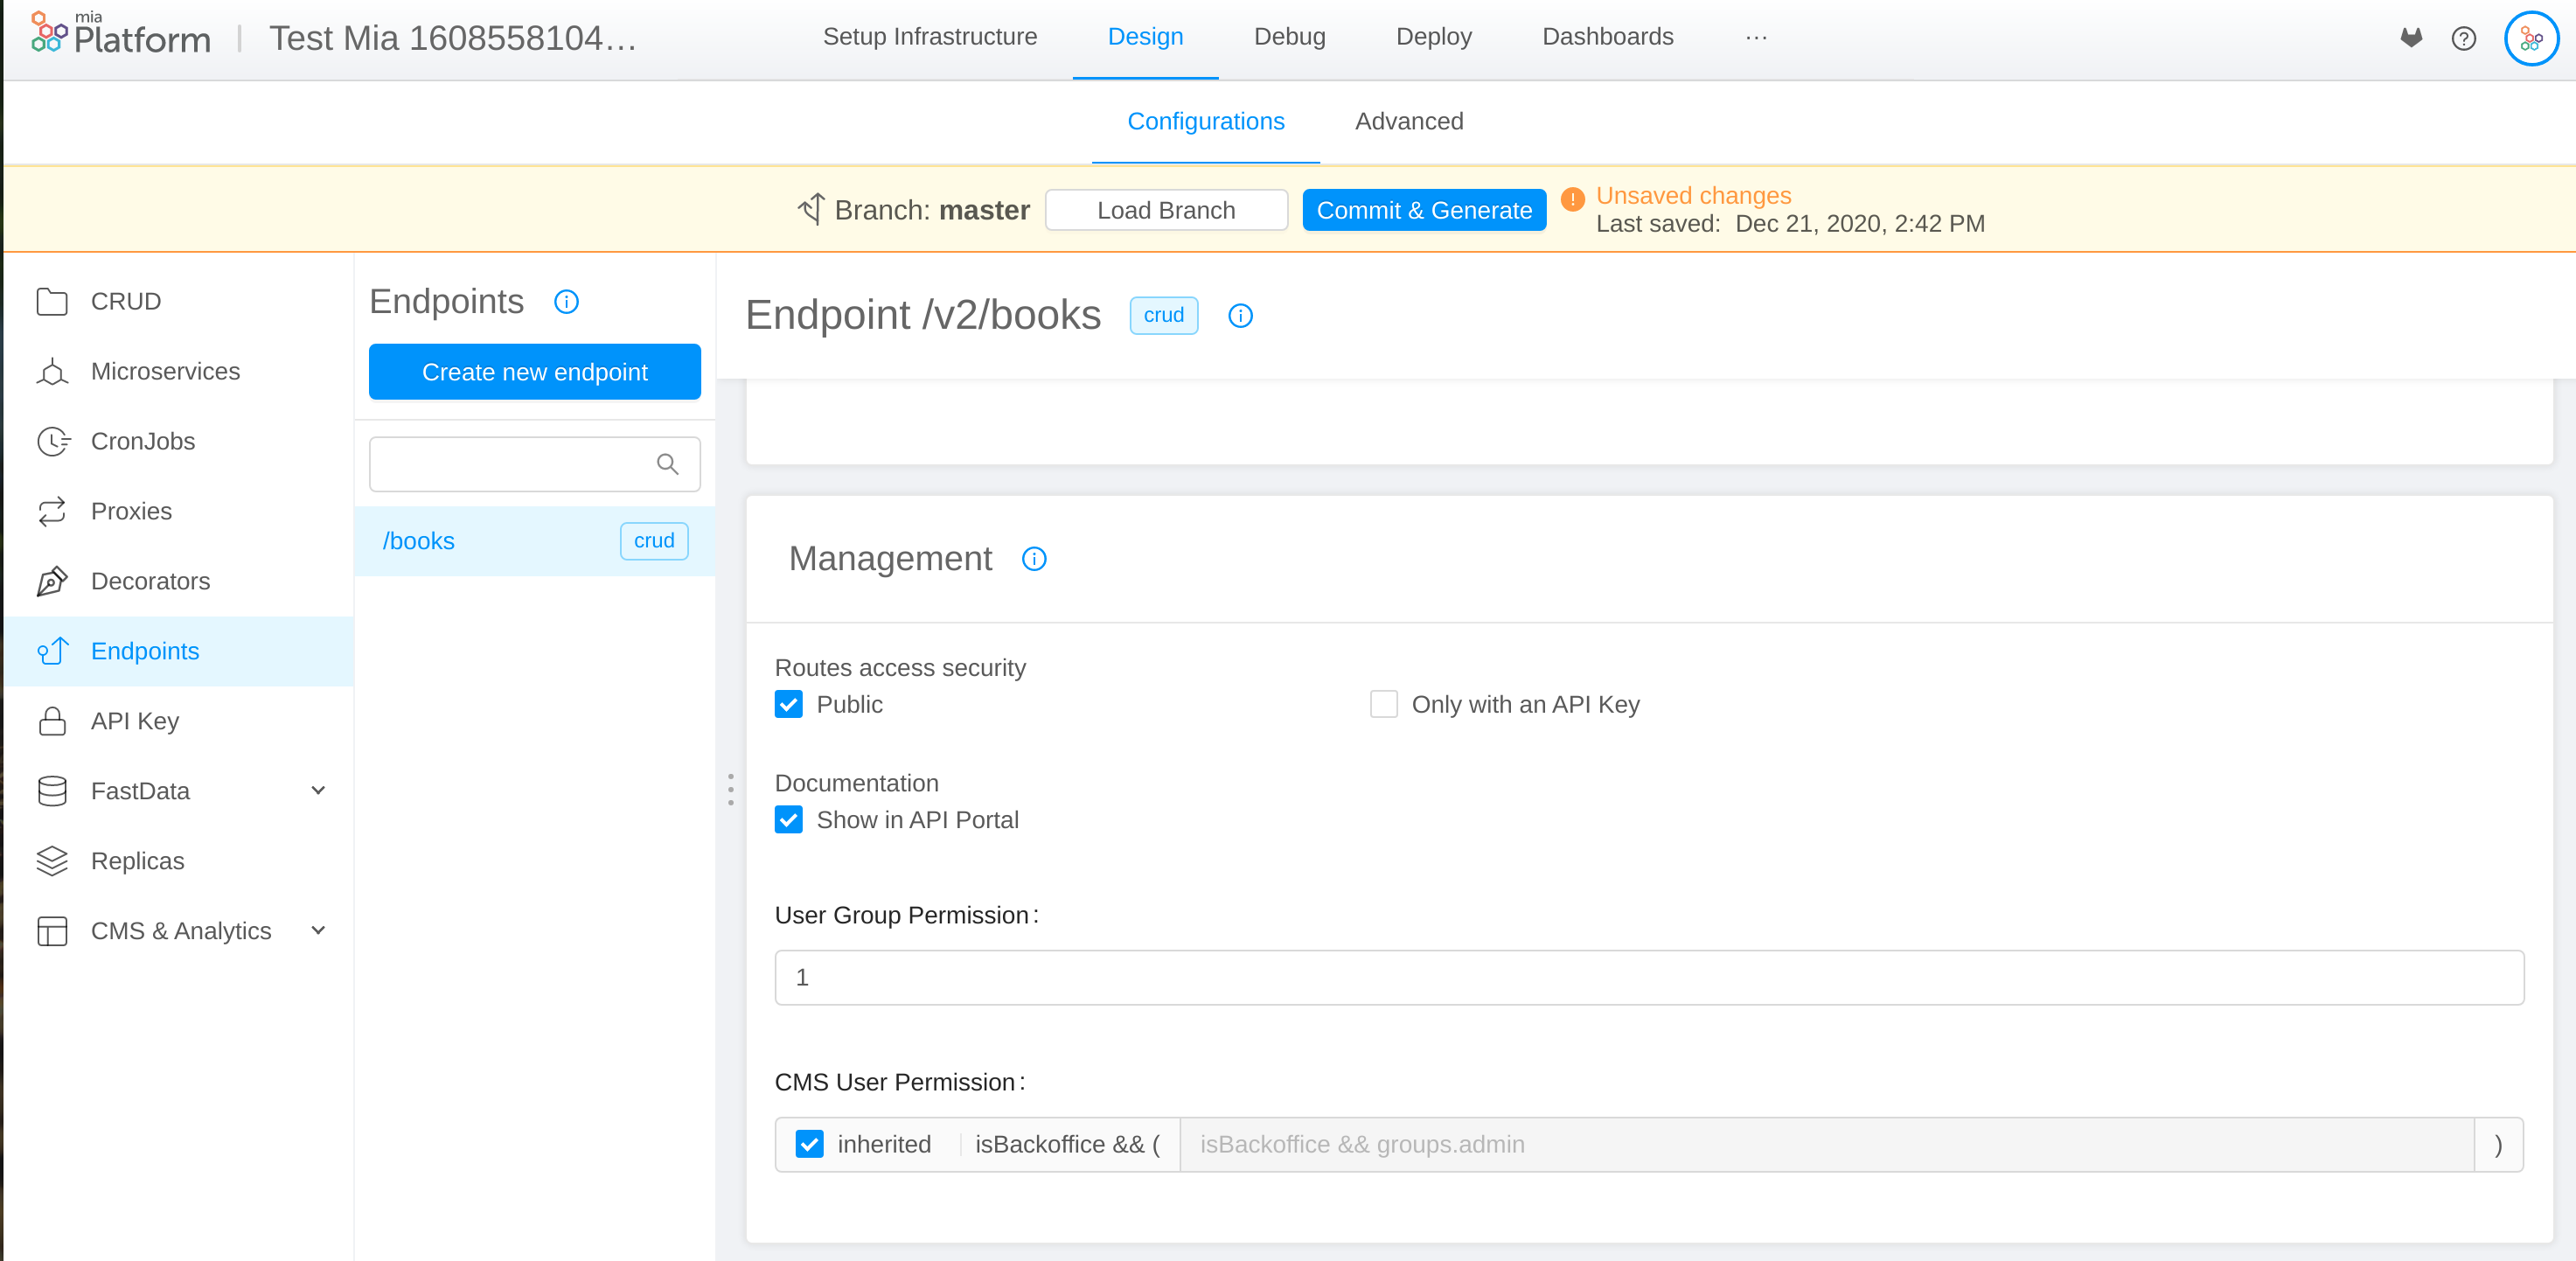 mia
Platform
Test Mia 1608558104...
Setup Infrastructure
Design
Debug
Deploy
Dashboards
...
Configurations
Advanced
Branch: master
Load Branch
Commit & Generate
Unsaved changes
Last saved: Dec 21, 2020, 2:42 PM
CRUD
Microservices
CronJobs
Proxies
Decorators
Endpoints
API Key
FastData
Replicas
CMS & Analytics
Endpoints
Create new endpoint
/books
crud
Endpoint /v2/books
crud
Management
Routes access security
Public
Only with an API Key
Documentation
Show in API Portal
User Group Permission:
1
CMS User Permission:
inherited
isBackoffice && (
isBackoffice && groups.admin
)